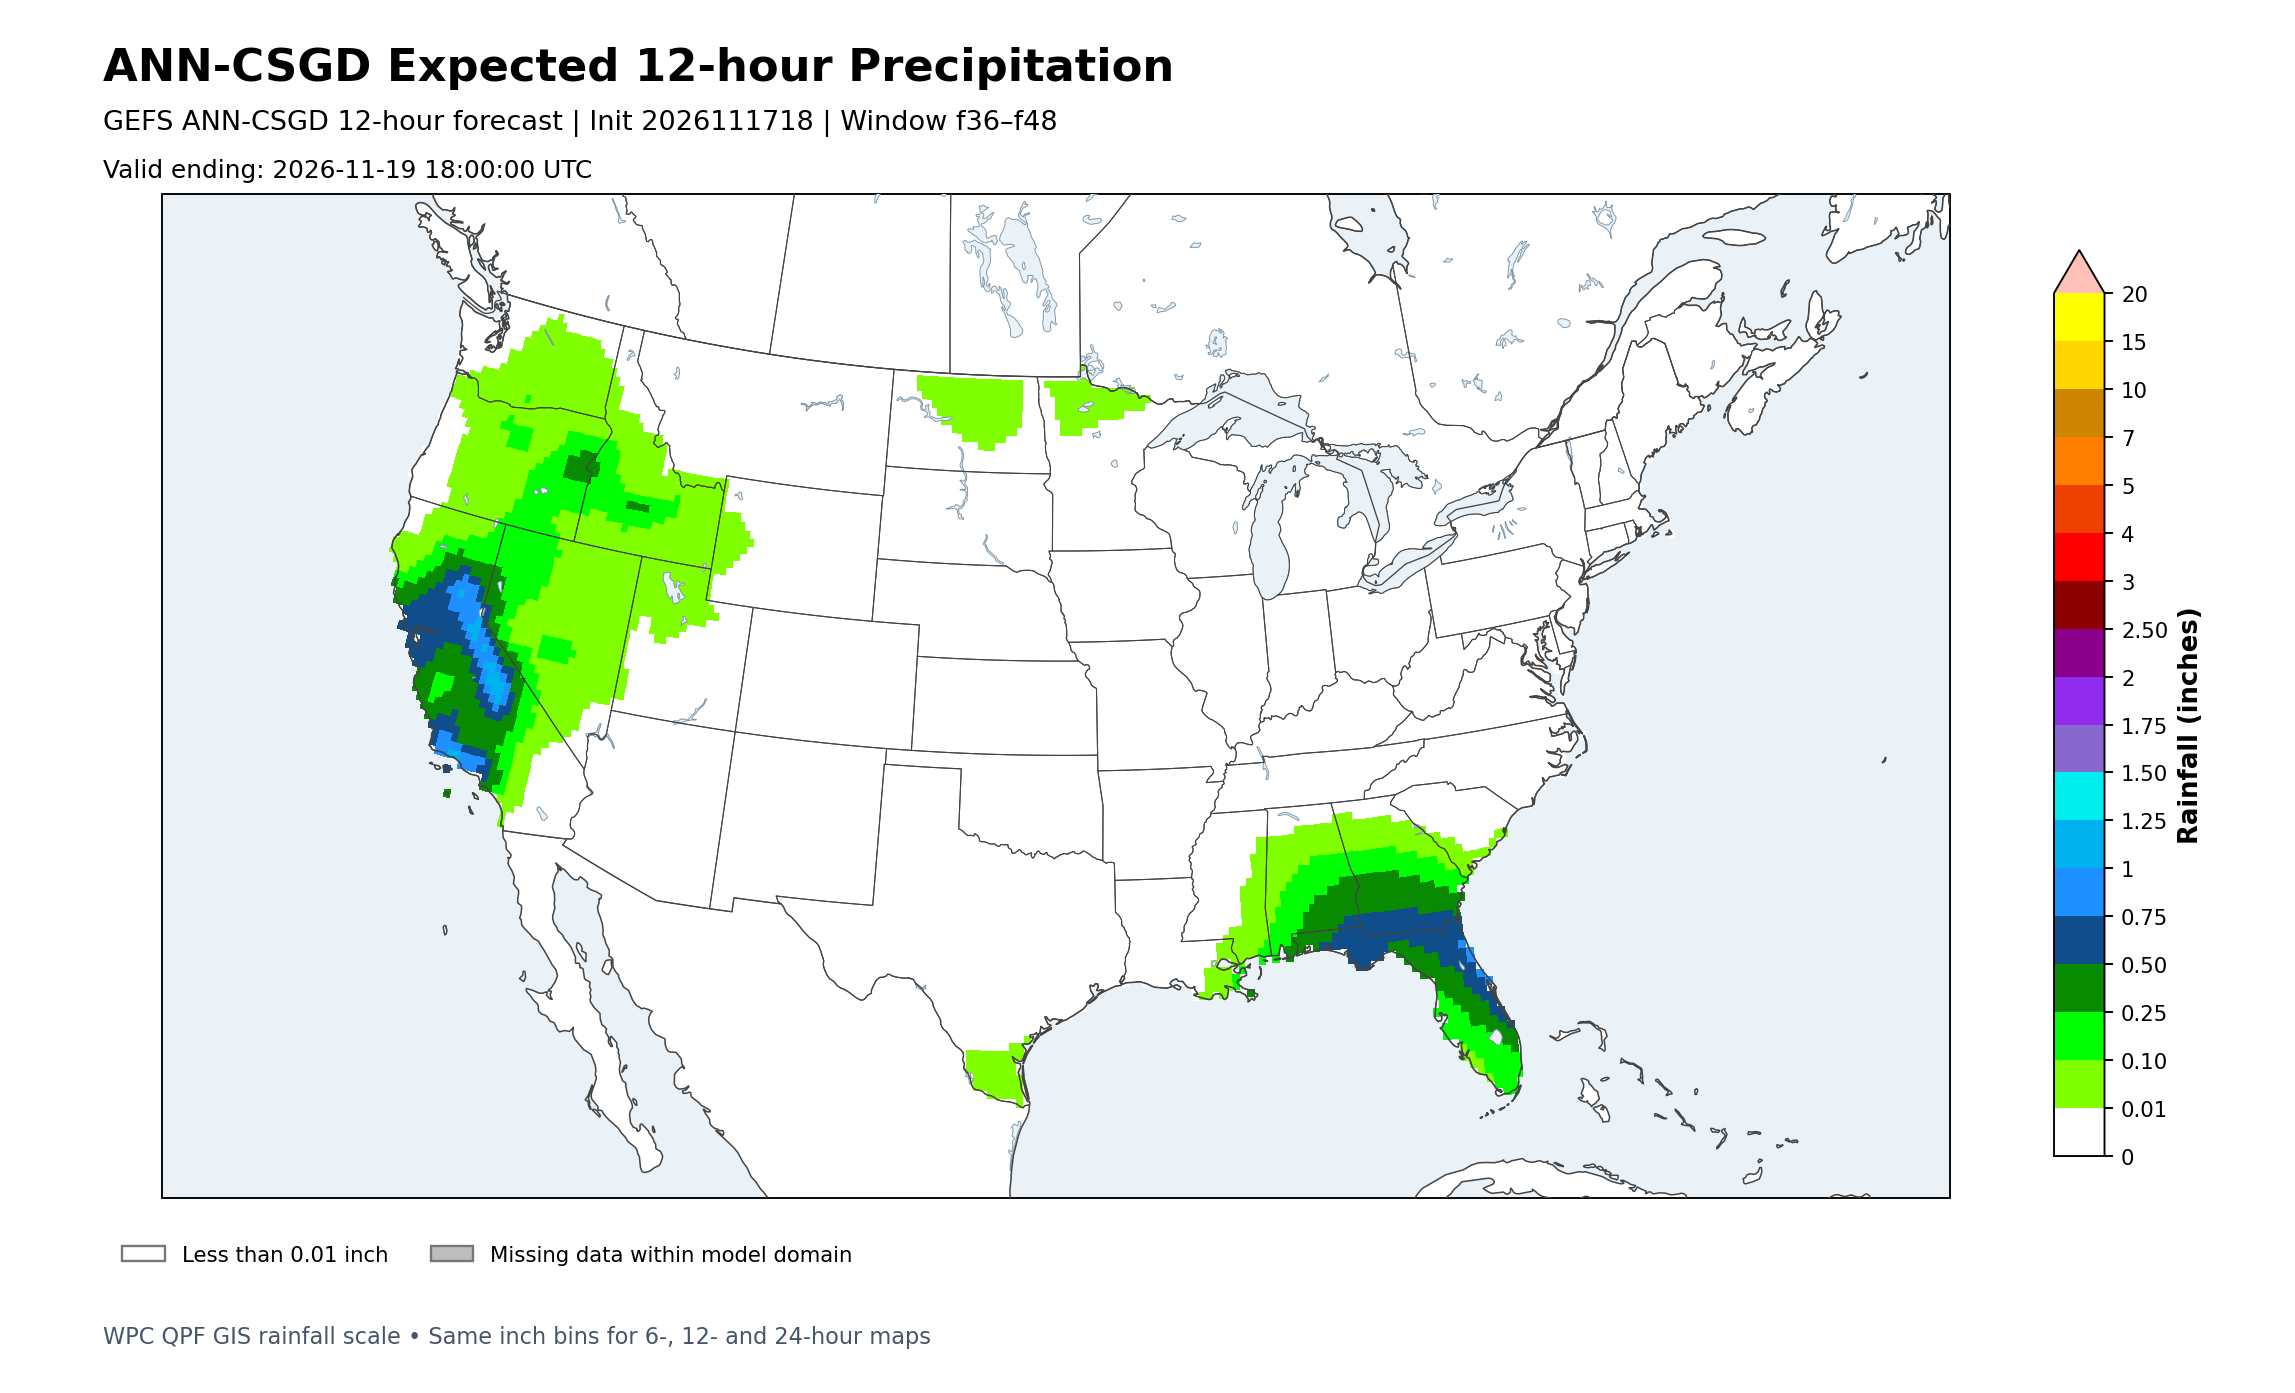 ANN-CSGD Expected 12-hour Precipitation
GEFS ANN-CSGD 12-hour forecast | Init 2026111718 | Window f36–f48
Valid ending: 2026-11-19 18:00:00 UTC
20
15
10
7
5
4
3
2.50
2
1.75
1.50
1.25
1
0.75
0.50
0.25
0.10
0.01
0
Rainfall (inches)
Less than 0.01 inch
Missing data within model domain
WPC QPF GIS rainfall scale • Same inch bins for 6-, 12- and 24-hour maps